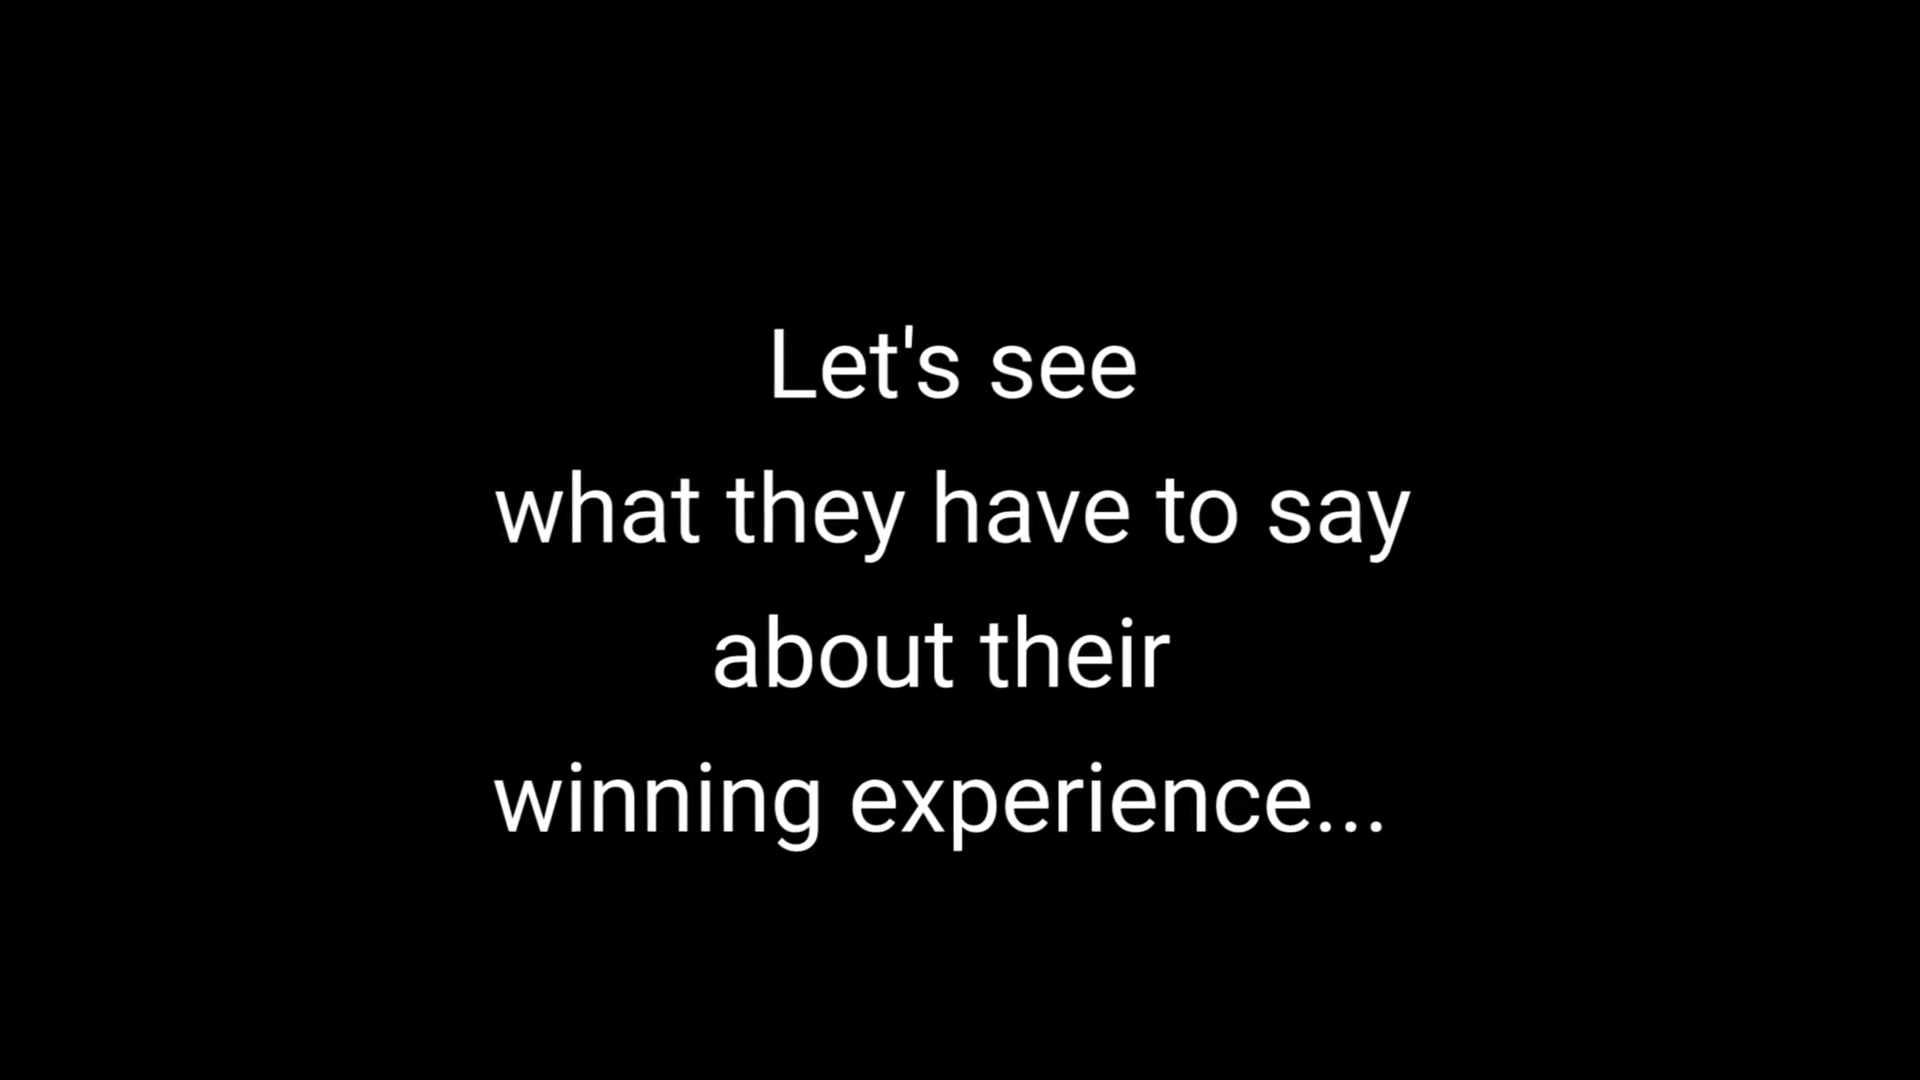 Let's see
what they have to say
about their
winning experience...